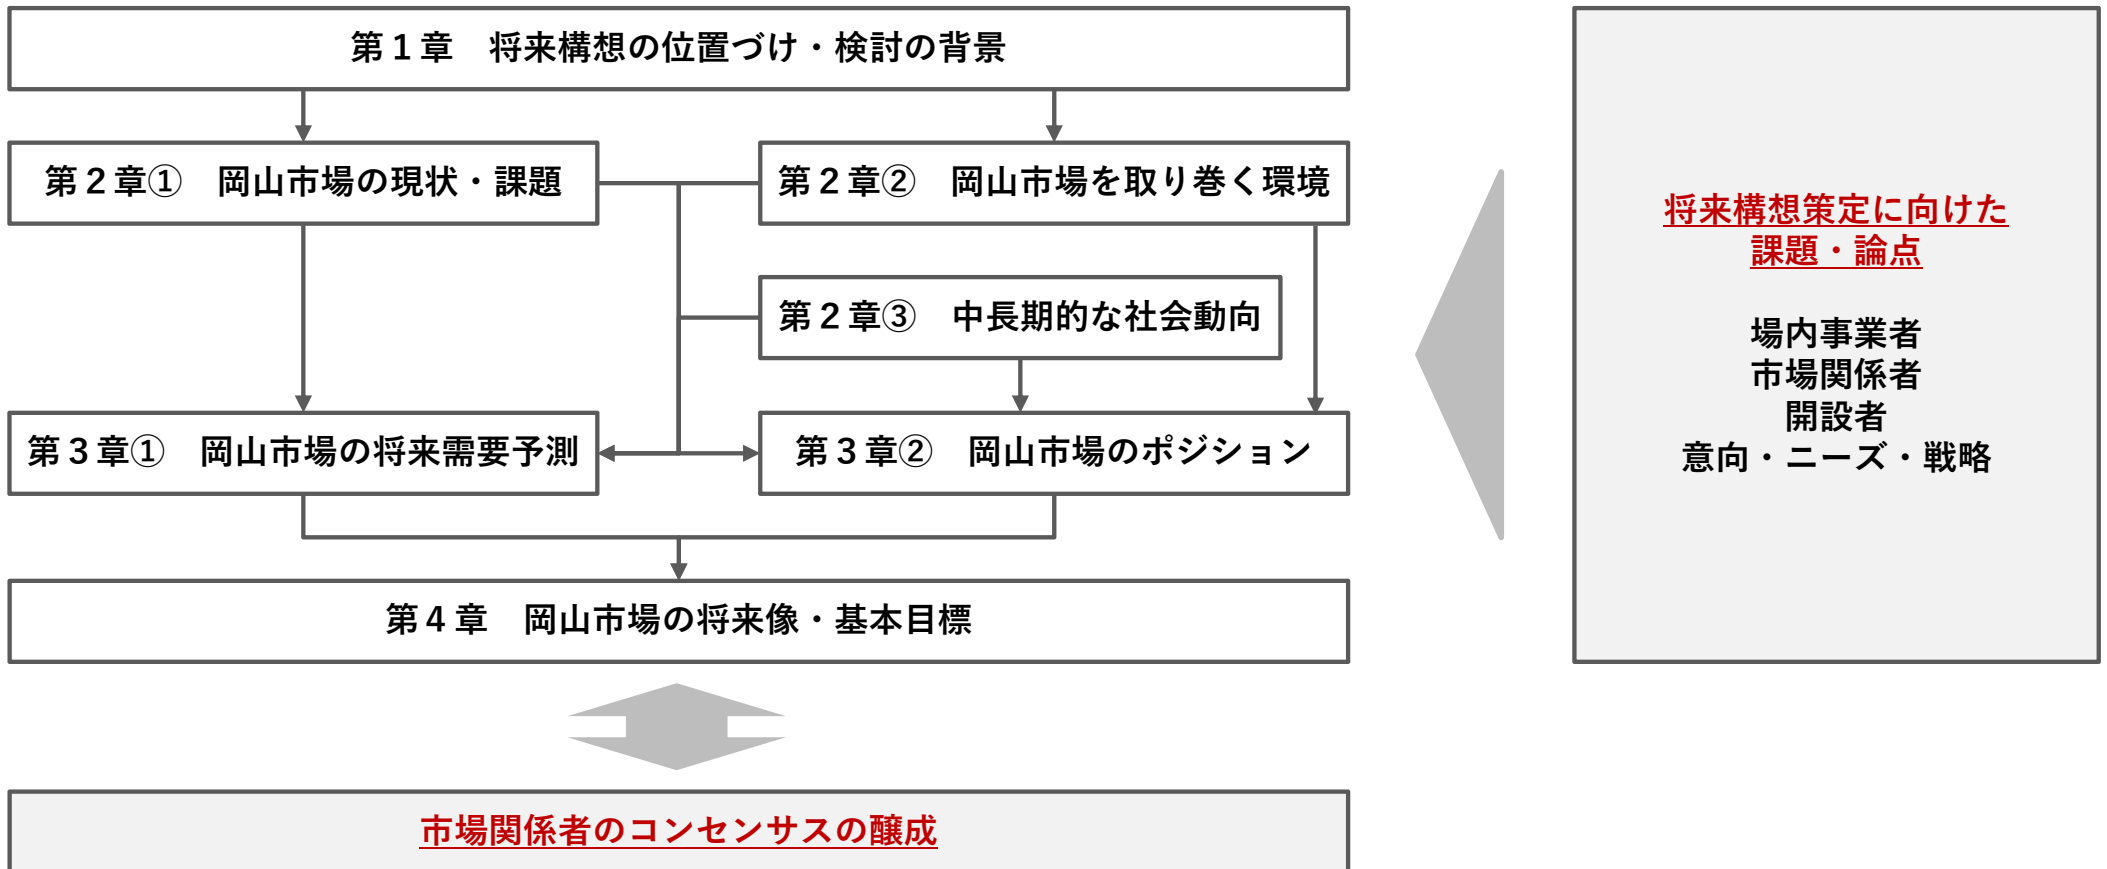 第１章　将来構想の位置づけ・検討の背景
第２章①　岡山市場の現状・課題
第２章②　岡山市場を取り巻く環境
第２章③　中長期的な社会動向
第３章①　岡山市場の将来需要予測
第３章②　岡山市場のポジション
第４章　岡山市場の将来像・基本目標
市場関係者のコンセンサスの醸成
将来構想策定に向けた
課題・論点
場内事業者
市場関係者
開設者
意向・ニーズ・戦略